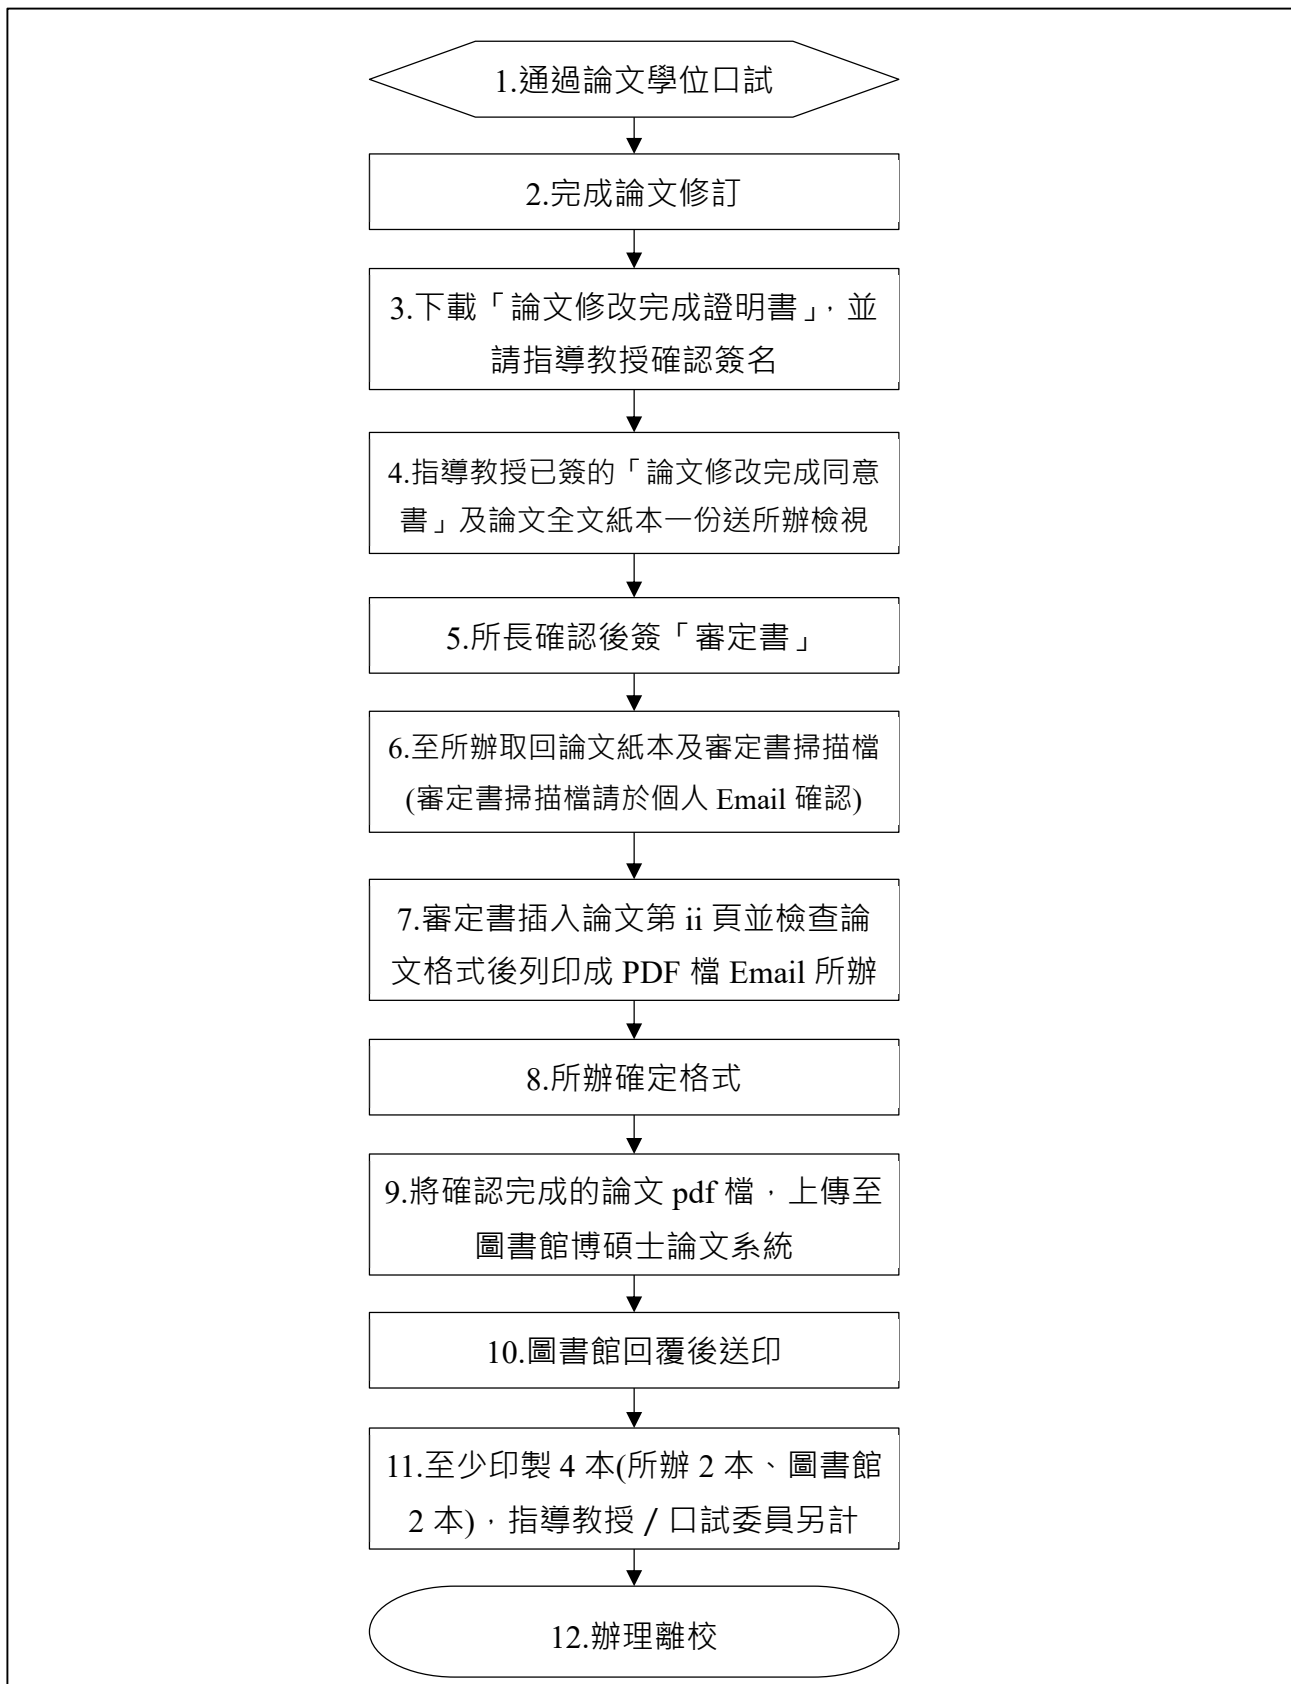 1.通過論文學位口試
2.完成論文修訂
3.下載「論文修改完成證明書」，並
請指導教授確認簽名
4.指導教授已簽的「論文修改完成同意
書」及論文全文紙本一份送所辦檢視
5.所長確認後簽「審定書」
6.至所辦取回論文紙本及審定書掃描檔
(審定書掃描檔請於個人 Email 確認)
7.審定書插入論文第 ii 頁並檢查論
文格式後列印成 PDF 檔 Email 所辦
8.所辦確定格式
9.將確認完成的論文 pdf 檔，上傳至
圖書館博碩士論文系統
10.圖書館回覆後送印
11.至少印製 4 本(所辦 2 本、圖書館
2 本)，指導教授／口試委員另計
12.辦理離校